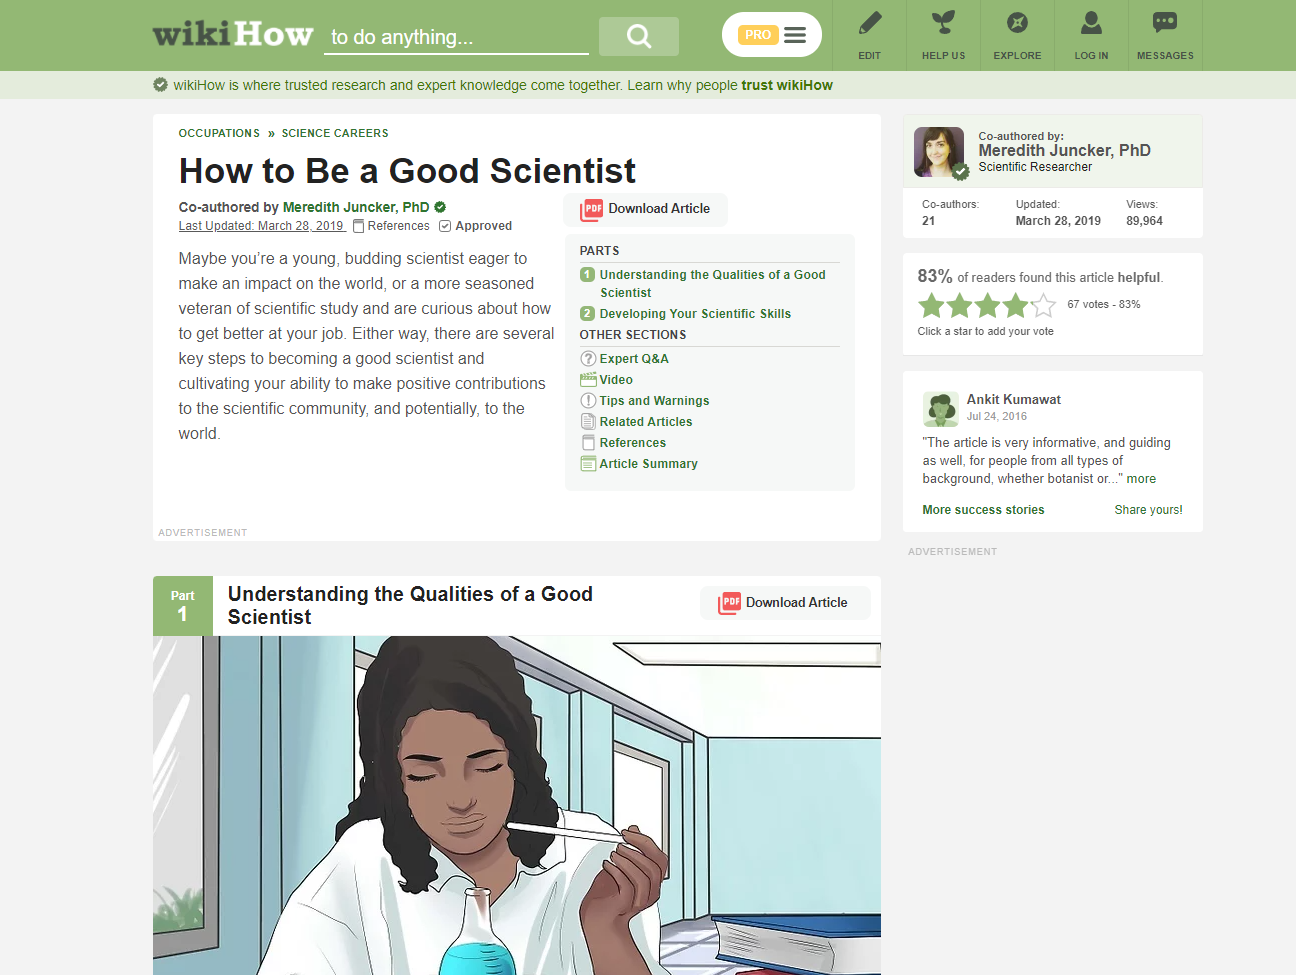 wikiHow to do anything...
PRO
EDIT
HELP US
EXPLORE
LOG IN
MESSAGES
wikiHow is where trusted research and expert knowledge come together. Learn why people trust wikiHow
OCCUPATIONS » SCIENCE CAREERS
How to Be a Good Scientist
Co-authored by Meredith Juncker, PhD
Last Updated: March 28, 2019 References Approved
PDF Download Article
Maybe you're a young, budding scientist eager to
make an impact on the world, or a more seasoned
veteran of scientific study and are curious about how
to get better at your job. Either way, there are several
key steps to becoming a good scientist and
cultivating your ability to make positive contributions
to the scientific community, and potentially, to the
world.
PARTS
1 Understanding the Qualities of a Good
Scientist
2 Developing Your Scientific Skills
OTHER SECTIONS
? Expert Q&A
Video
! Tips and Warnings
Related Articles
References
Article Summary
ADVERTISEMENT
Part
1
Understanding the Qualities of a Good
Scientist
PDF Download Article
Co-authored by:
Meredith Juncker, PhD
Scientific Researcher
Co-authors:
21
Updated:
March 28, 2019
Views:
89,964
83% of readers found this article helpful.
67 votes - 83%
Click a star to add your vote
Ankit Kumawat
Jul 24, 2016
"The article is very informative, and guiding
as well, for people from all types of
background, whether botanist or..." more
More success stories
Share yours!
ADVERTISEMENT